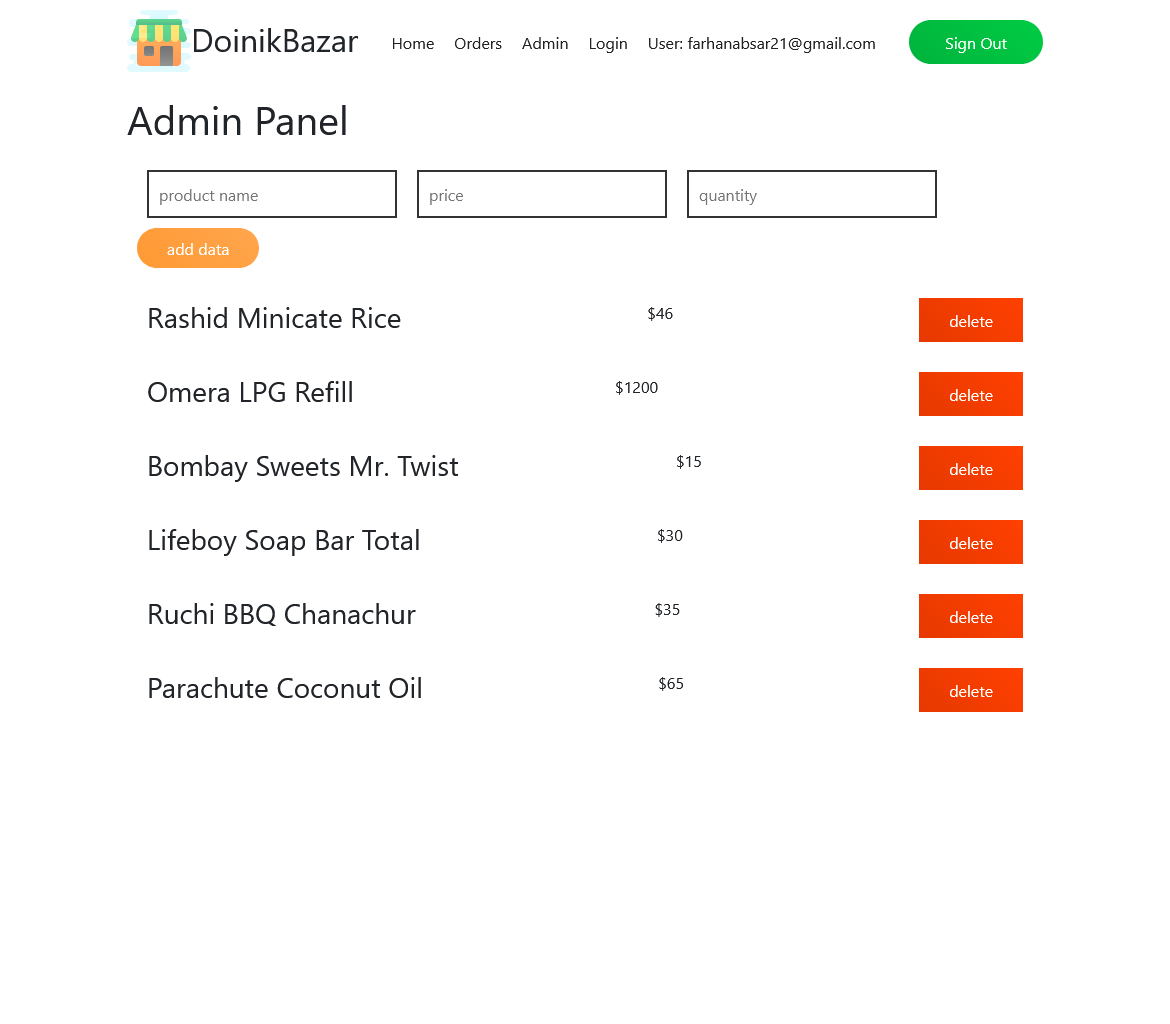 DoinikBazar Home Orders Admin Login User: farhanabsar21@gmail.com Sign Out
Admin Panel
product name price quantity
add data
Rashid Minicate Rice $46 delete
Omera LPG Refill $1200 delete
Bombay Sweets Mr. Twist $15 delete
Lifeboy Soap Bar Total $30 delete
Ruchi BBQ Chanachur $35 delete
Parachute Coconut Oil $65 delete